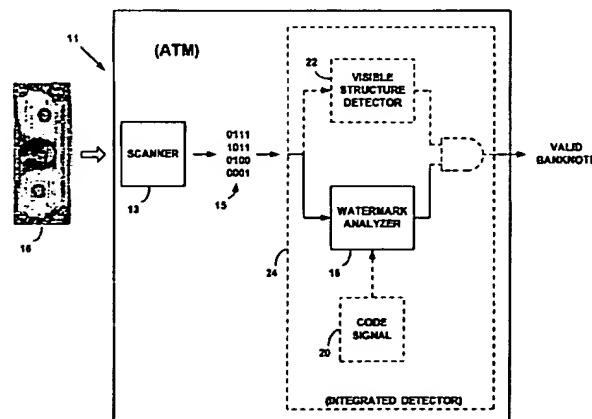 11
(ATM)
22
VISIBLE
STRUCTURE
DETECTOR
SCANNER
13
0111
1011
0100
0001
15
VALID
BANKNOTE
WATERMARK
ANALYZER
16
24
16
CODE
SIGNAL
20
(INTEGRATED DETECTOR)